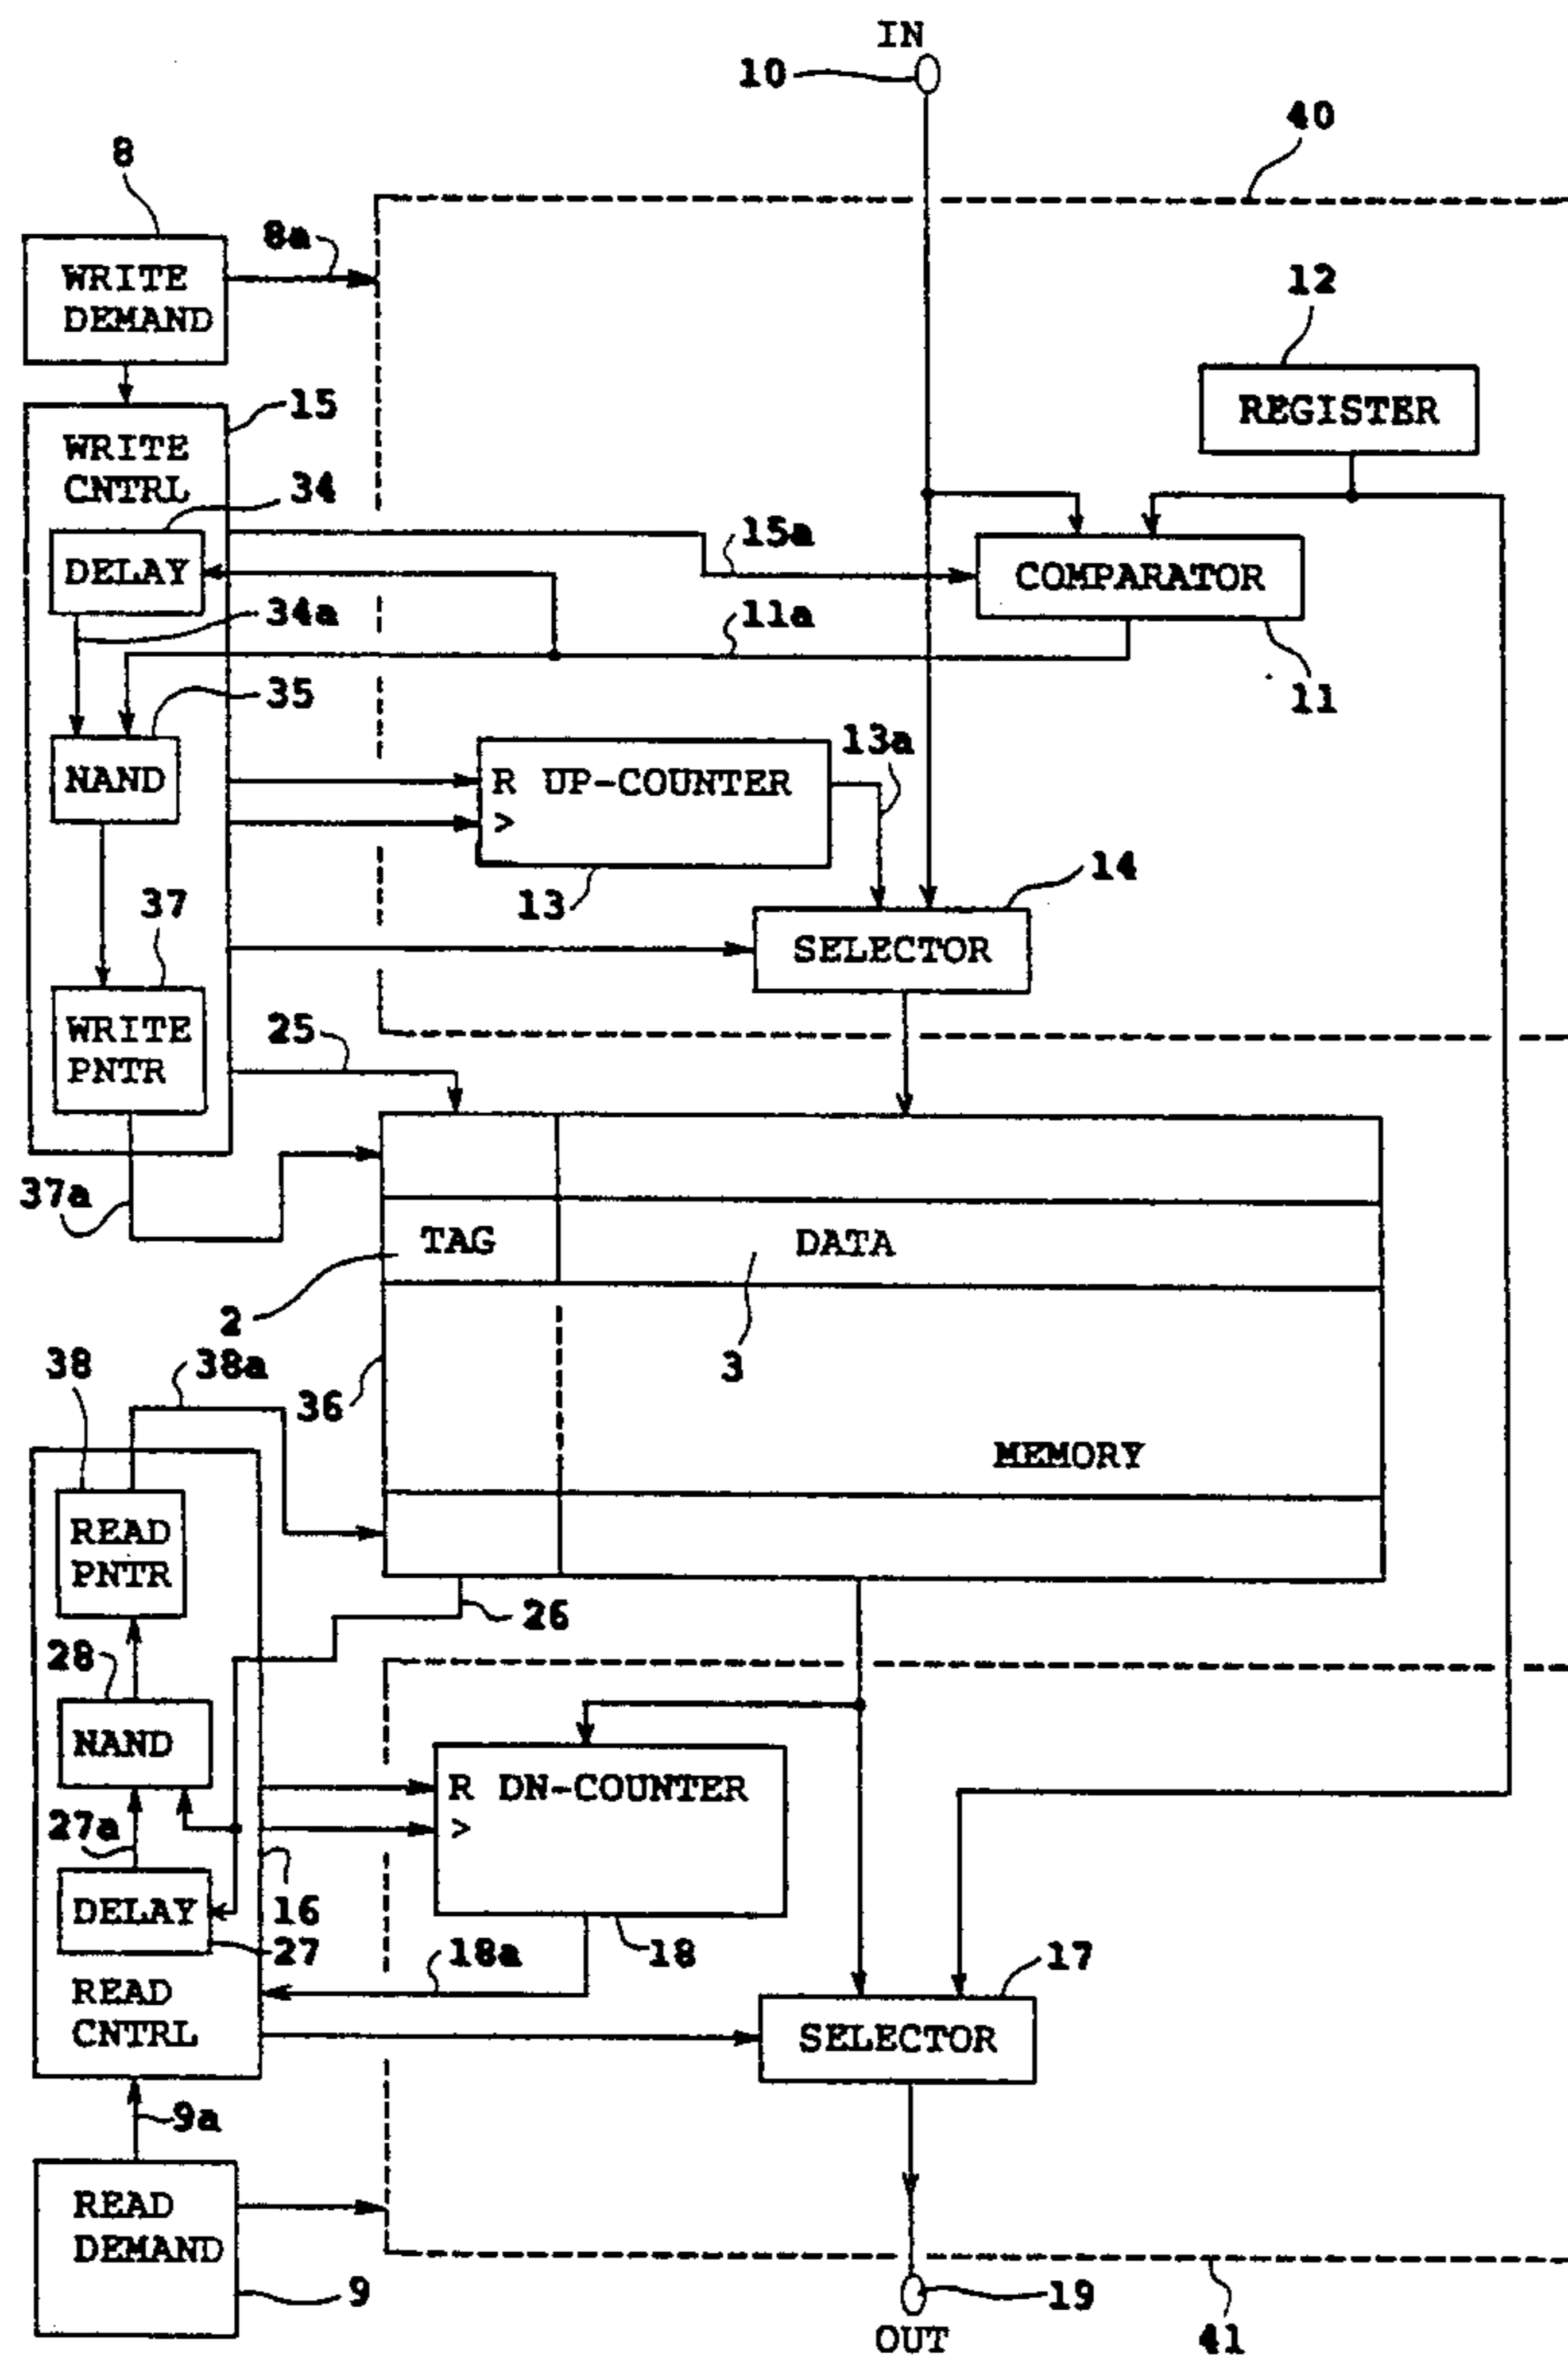 IN
10
40
8
8a
WRITE
DEMAND
12
REGISTER
15
WRITE
CNTRL
34
15a
DELAY
COMPARATOR
34a
11a
11
35
13a
NAND
R UP-COUNTER
>
13
14
37
SELECTOR
WRITE
PNTR
25
37a
TAG
DATA
2
3
38
38a
36
MEMORY
READ
PNTR
26
28
NAND
R DN-COUNTER
>
27a
DELAY
16
27
18a
18
17
READ
CNTRL
SELECTOR
9a
READ
DEMAND
9
19
OUT
41